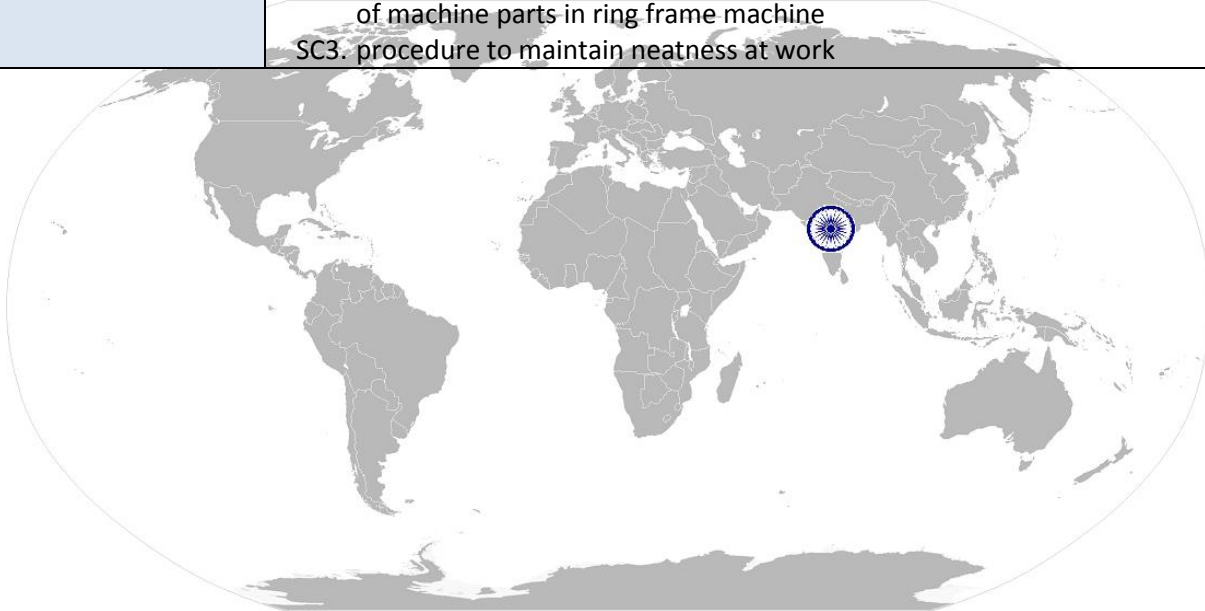 of machine parts in ring frame machine
SC3. procedure to maintain neatness at work